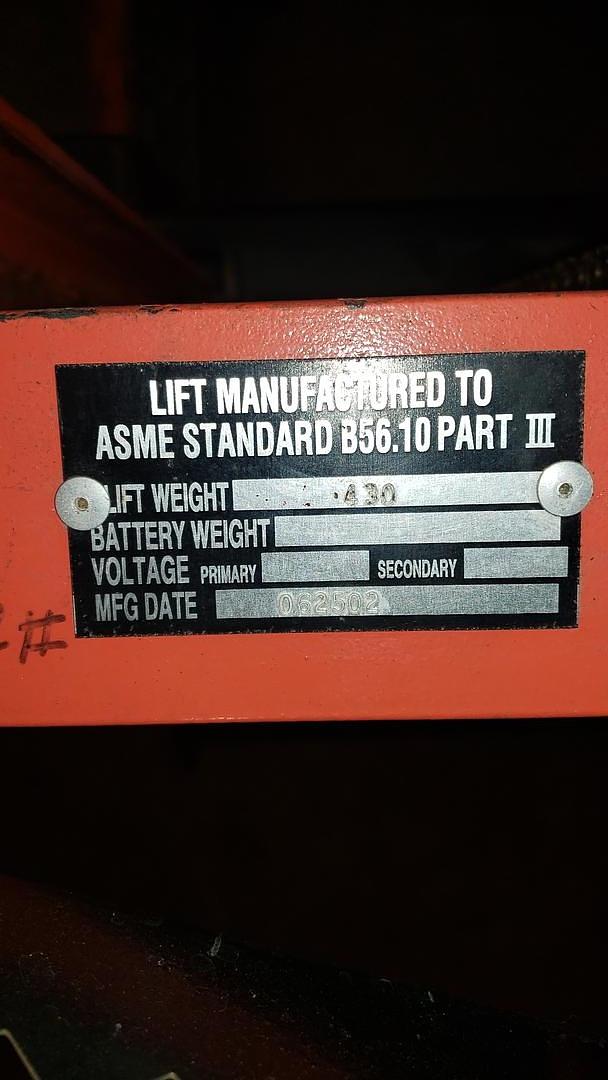 LIFT MANUFACTURED TO
ASME STANDARD B56.10 PART III
LIFT WEIGHT 430
BATTERY WEIGHT
VOLTAGE PRIMARY SECONDARY
MFG DATE 062502
#